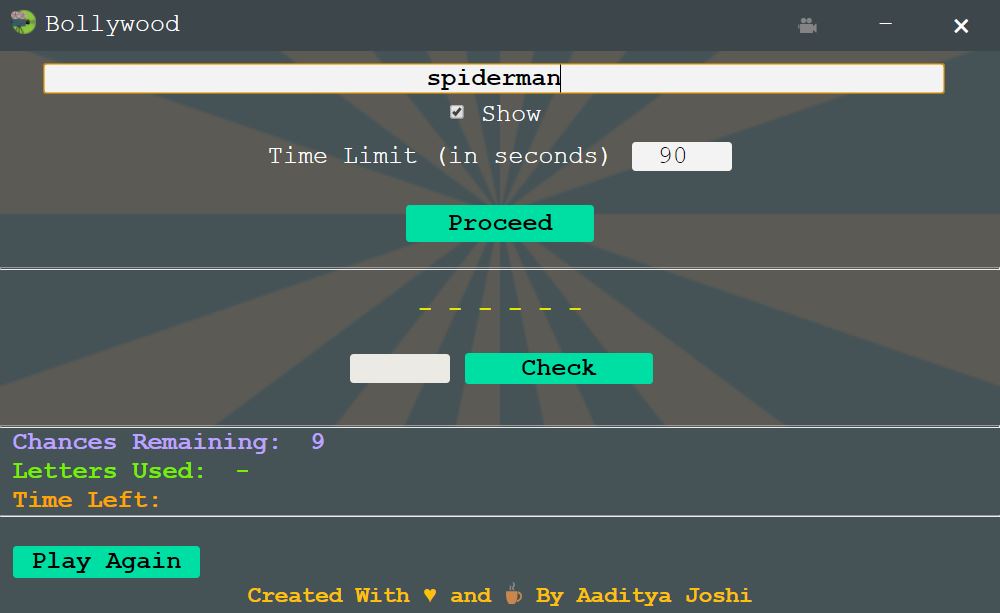 Bollywood
spiderman
Show
Time Limit (in seconds) 90
Proceed
- - - - - -
Check
Chances Remaining: 9
Letters Used: -
Time Left:
Play Again
Created With ♥ and ☕ By Aaditya Joshi